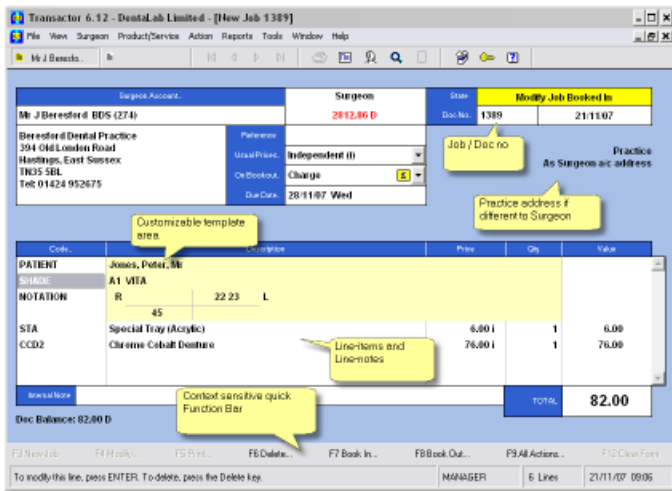 Transactor 6.12 - DentaLab Limited - [New Job 1389]
File View Surgeon Product/Service Action Reports Tools Window Help
Mr J Beresfo..
Surgeon Account.. Surgeon State Modify Job Booked In
Mr J Beresford BDS (274) 2812.86 D Doc No. 1389 21/11/07
Beresford Dental Practice
394 Old London Road
Hastings, East Sussex
TN35 5BL
Tel: 01424 952675
Reference
Usual Prices. Independent (i)
On Bookout. Charge
Due Date. 28/11/07 Wed
Job / Doc no
Practice
As Surgeon a/c address
Practice address if
different to Surgeon
Customizable template
area
Code.. Description Price Qty Value
PATIENT Jones, Peter, Mr
SHADE A1 VITA
NOTATION R 22 23 L
45
STA Special Tray (Acrylic) 6.00 i 1 6.00
CCD2 Chrome Cobalt Denture 76.00 i 1 76.00
Line-items and
Line-notes
Internal Note TOTAL 82.00
Context sensitive quick
Function Bar
Doc Balance: 82.00 D
F3 New Job F4 Modify... F5 Print... F6 Delete... F7 Book In... F8 Book Out... F9 All Actions... F12 Clear Form
To modify this line, press ENTER. To delete, press the Delete key. MANAGER 6 Lines 21/11/07 09:06